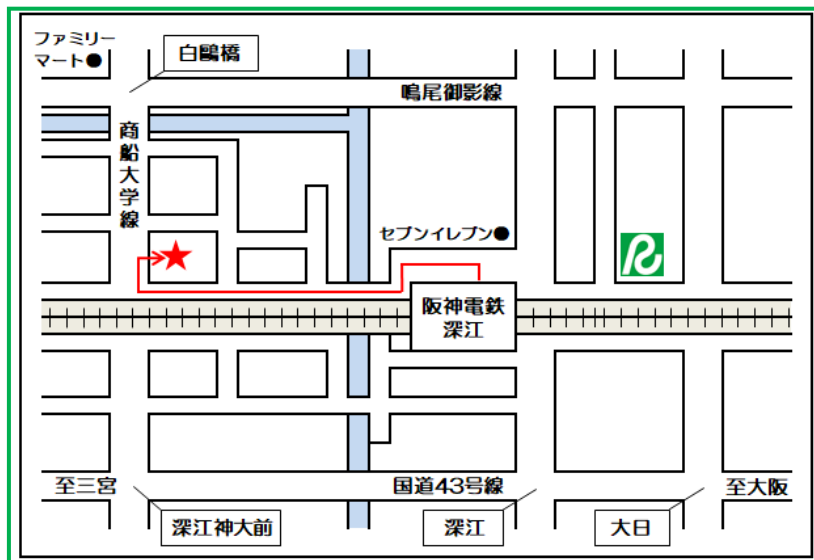 ファミリー
マート●
白鷗橋
鳴尾御影線
商船大学線
セブンイレブン●
阪神電鉄
深江
至三宮
国道43号線
至大阪
深江神大前
深江
大日